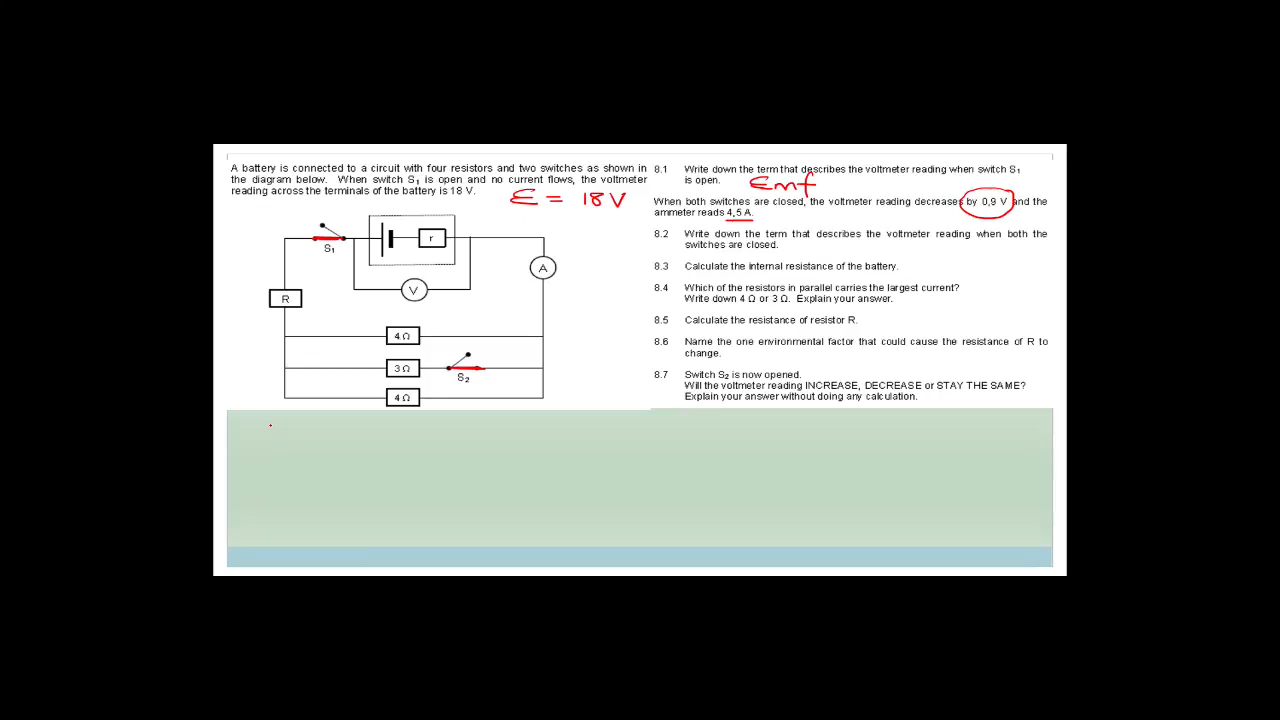 A battery is connected to a circuit with four resistors and two switches as shown in
the diagram below. When switch S1 is open and no current flows, the voltmeter
reading across the terminals of the battery is 18 V.
Ɛ = 18 V
S1
r
A
V
R
4 Ω
3 Ω
S2
4 Ω
8.1 Write down the term that describes the voltmeter reading when switch S1
is open.
Emf
When both switches are closed, the voltmeter reading decreases by 0,9 V and the
ammeter reads 4,5 A.
8.2 Write down the term that describes the voltmeter reading when both the
switches are closed.
8.3 Calculate the internal resistance of the battery.
8.4 Which of the resistors in parallel carries the largest current?
Write down 4 Ω or 3 Ω. Explain your answer.
8.5 Calculate the resistance of resistor R.
8.6 Name the one environmental factor that could cause the resistance of R to
change.
8.7 Switch S2 is now opened.
Will the voltmeter reading INCREASE, DECREASE or STAY THE SAME?
Explain your answer without doing any calculation.